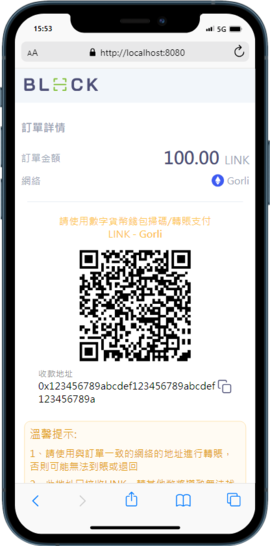 15:53
5G
AA
http://localhost:8080
BLOCK
訂單詳情
訂單金額
100.00 LINK
網絡
Gorli
請使用數字貨幣錢包掃碼/轉賬支付
LINK - Gorli
收款地址
0x123456789abcdef123456789abcdef
123456789a
溫馨提示:
1、請使用與訂單一致的網絡的地址進行轉賬，
否則可能無法到賬或退回